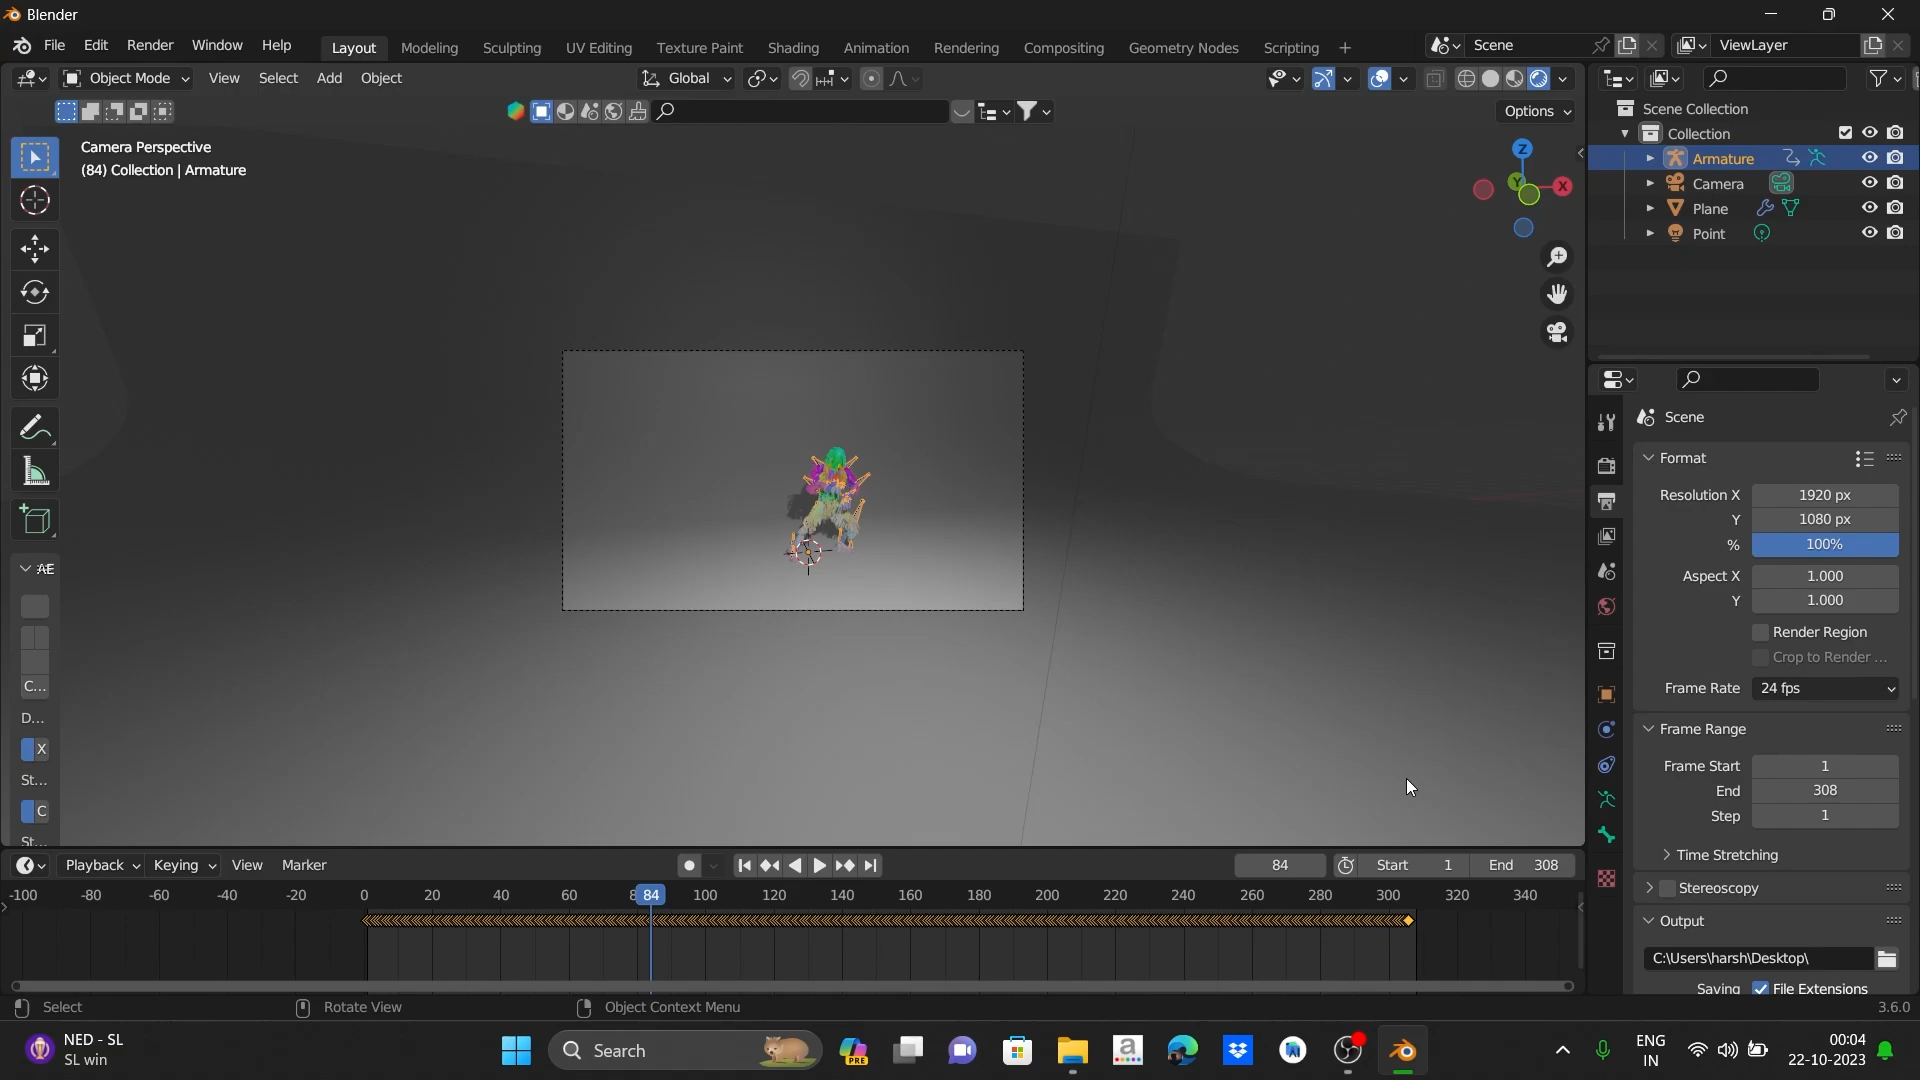 Blender
File Edit Render Window Help Layout Modeling Sculpting UV Editing Texture Paint Shading Animation Rendering Compositing Geometry Nodes Scripting + Scene ViewLayer
Object Mode View Select Add Object Global
Options
Camera Perspective
(84) Collection | Armature
Z
Y
X
Scene Collection
Collection
Armature
Camera
Plane
Point
AE
C...
D...
X
St...
C
St...
Scene
Format
Resolution X 1920 px
Y 1080 px
% 100%
Aspect X 1.000
Y 1.000
Render Region
Crop to Render ...
Frame Rate 24 fps
Frame Range
Frame Start 1
End 308
Step 1
Time Stretching
Stereoscopy
Output
C:\Users\harsh\Desktop\
Saving File Extensions
Playback Keying View Marker 84 Start 1 End 308
-100 -80 -60 -40 -20 0 20 40 60 84 100 120 140 160 180 200 220 240 260 280 300 320 340
Select Rotate View Object Context Menu 3.6.0
NED - SL
SL win
Search
PRE
ENG
IN
00:04
22-10-2023